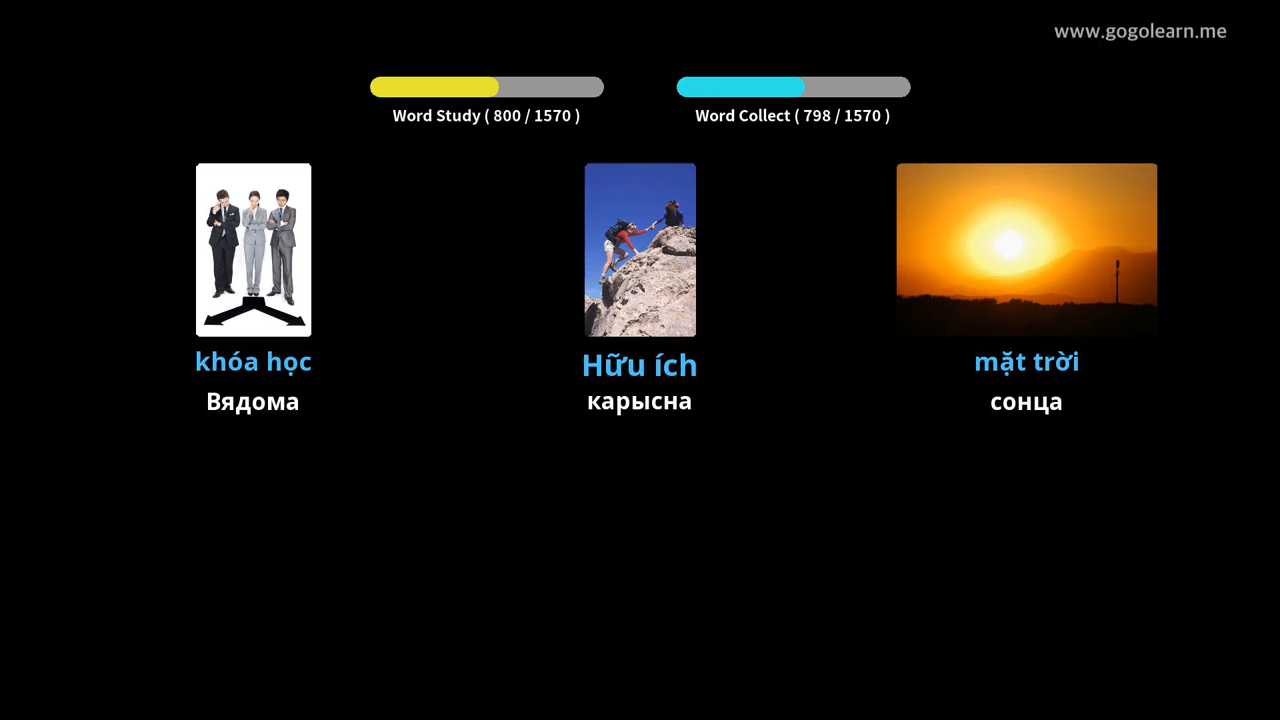 www.gogolearn.me
Word Study ( 800 / 1570 )
Word Collect ( 798 / 1570 )
khóa học
Hữu ích
mặt trời
Вядома
карысна
сонца